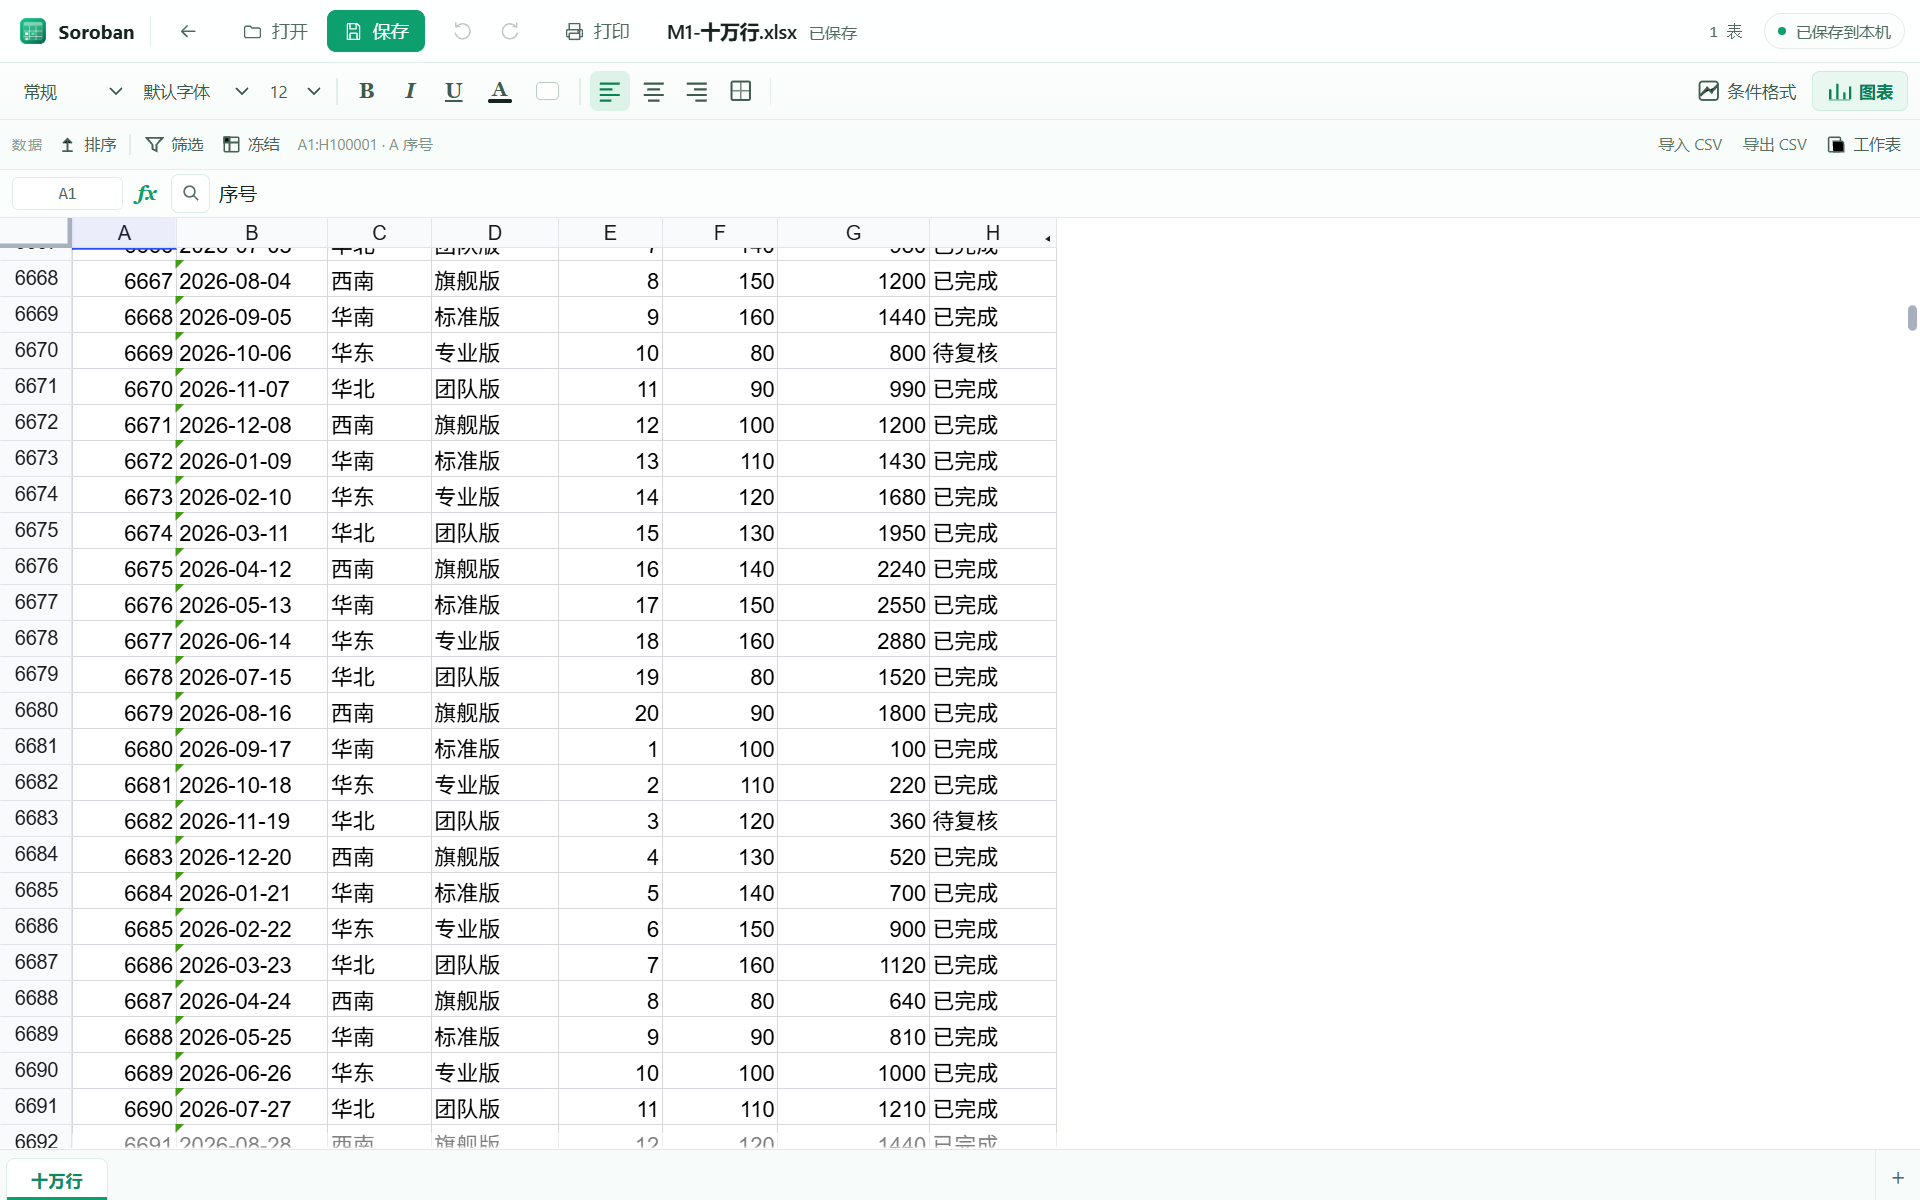 Soroban
打开
保存
打印
M1-十万行.xlsx 已保存
1 表
已保存到本机
常规
默认字体
12
B I U A
条件格式
图表
数据 排序 筛选 冻结 A1:H100001 · A 序号
导入 CSV 导出 CSV 工作表
A1 fx 序号
A B C D E F G H
6668 6667 2026-08-04 西南 旗舰版 8 150 1200 已完成
6669 6668 2026-09-05 华南 标准版 9 160 1440 已完成
6670 6669 2026-10-06 华东 专业版 10 80 800 待复核
6671 6670 2026-11-07 华北 团队版 11 90 990 已完成
6672 6671 2026-12-08 西南 旗舰版 12 100 1200 已完成
6673 6672 2026-01-09 华南 标准版 13 110 1430 已完成
6674 6673 2026-02-10 华东 专业版 14 120 1680 已完成
6675 6674 2026-03-11 华北 团队版 15 130 1950 已完成
6676 6675 2026-04-12 西南 旗舰版 16 140 2240 已完成
6677 6676 2026-05-13 华南 标准版 17 150 2550 已完成
6678 6677 2026-06-14 华东 专业版 18 160 2880 已完成
6679 6678 2026-07-15 华北 团队版 19 80 1520 已完成
6680 6679 2026-08-16 西南 旗舰版 20 90 1800 已完成
6681 6680 2026-09-17 华南 标准版 1 100 100 已完成
6682 6681 2026-10-18 华东 专业版 2 110 220 已完成
6683 6682 2026-11-19 华北 团队版 3 120 360 待复核
6684 6683 2026-12-20 西南 旗舰版 4 130 520 已完成
6685 6684 2026-01-21 华南 标准版 5 140 700 已完成
6686 6685 2026-02-22 华东 专业版 6 150 900 已完成
6687 6686 2026-03-23 华北 团队版 7 160 1120 已完成
6688 6687 2026-04-24 西南 旗舰版 8 80 640 已完成
6689 6688 2026-05-25 华南 标准版 9 90 810 已完成
6690 6689 2026-06-26 华东 专业版 10 100 1000 已完成
6691 6690 2026-07-27 华北 团队版 11 110 1210 已完成
6692 6691 2026-08-28 西南 旗舰版 12 120 1440 已完成
十万行